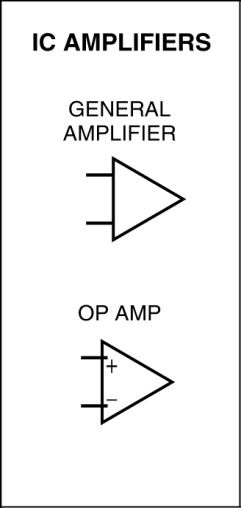 IC AMPLIFIERS
GENERAL
AMPLIFIER
OP AMP
+
−